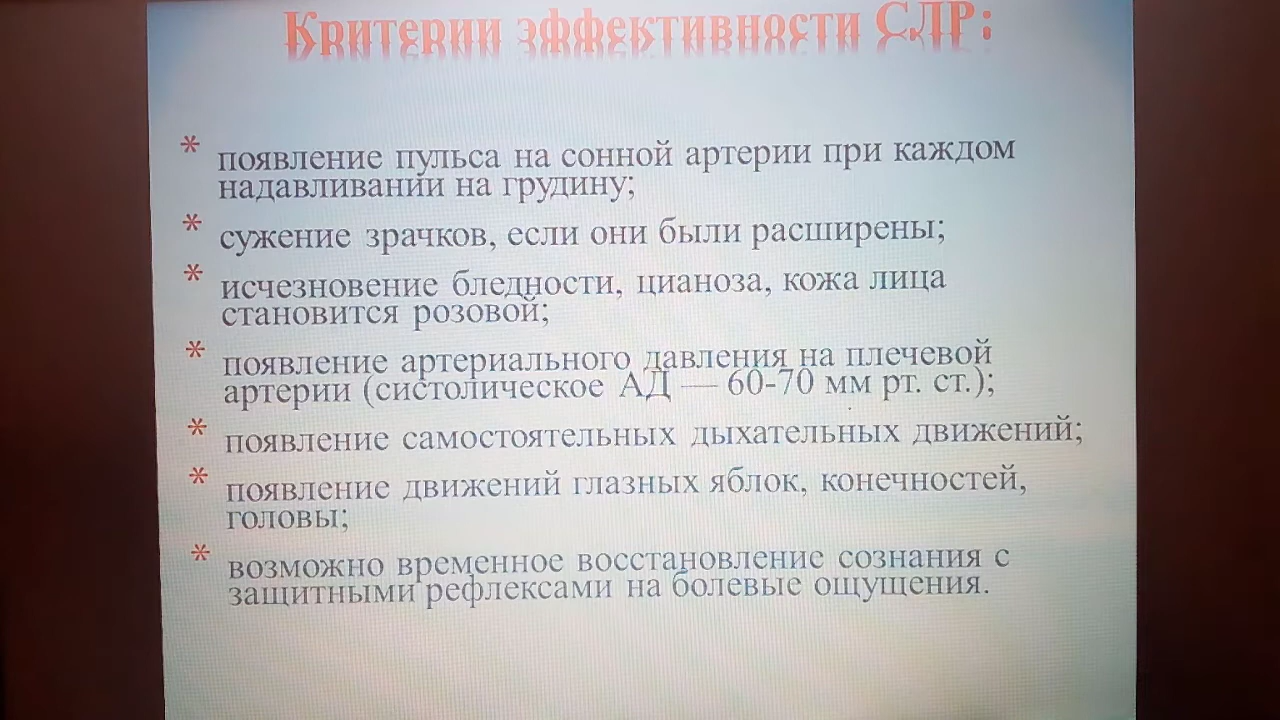 Критерии эффективности СЛР:
* появление пульса на сонной артерии при каждом
надавливании на грудину;
* сужение зрачков, если они были расширены;
* исчезновение бледности, цианоза, кожа лица
становится розовой;
* появление артериального давления на плечевой
артерии (систолическое АД — 60-70 мм рт. ст.);
* появление самостоятельных дыхательных движений;
* появление движений глазных яблок, конечностей,
головы;
* возможно временное восстановление сознания с
защитными рефлексами на болевые ощущения.